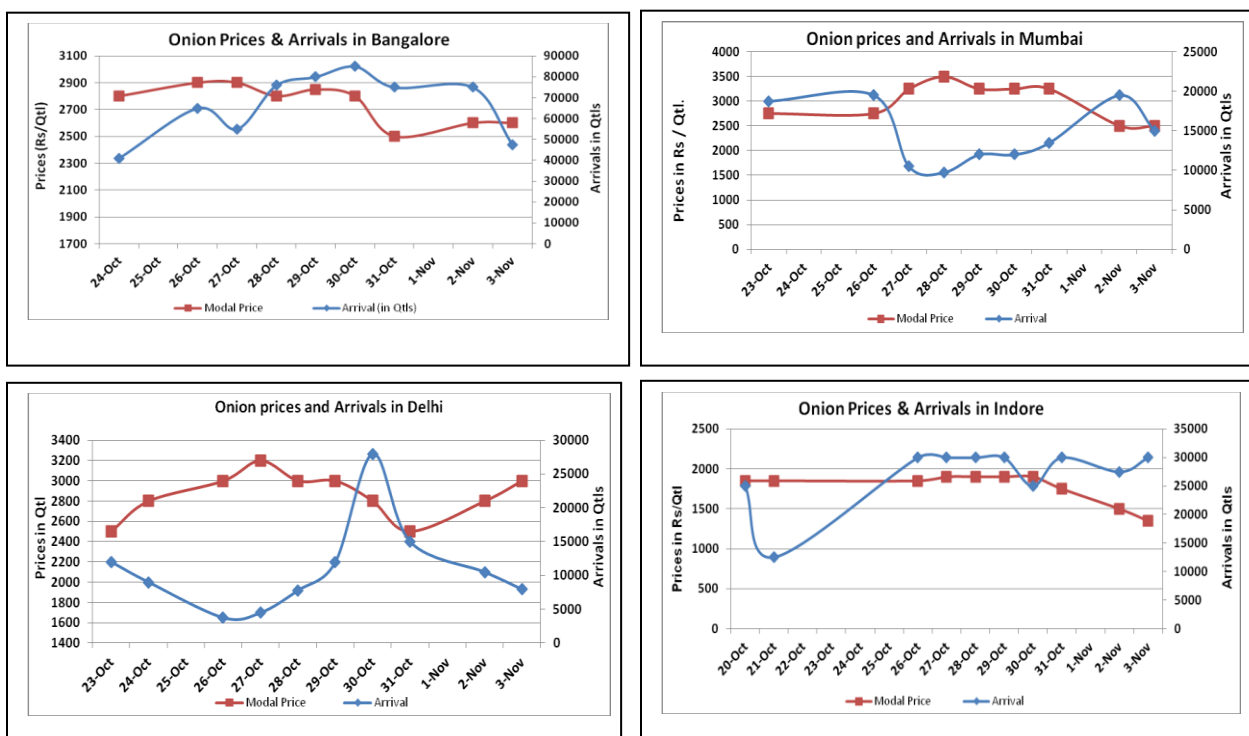 Onion Prices & Arrivals in Bangalore
Prices (Rs/Qtl)
3100
2900
2700
2500
2300
2100
1900
1700
90000
80000
70000
60000
50000
40000
30000
20000
10000
0
Arrivals in Qtls
24-Oct
25-Oct
26-Oct
27-Oct
28-Oct
29-Oct
30-Oct
31-Oct
1-Nov
2-Nov
3-Nov
Modal Price
Arrival (in Qtls)
Onion prices and Arrivals in Mumbai
Prices in Rs / Qtl.
4000
3500
3000
2500
2000
1500
1000
500
0
25000
20000
15000
10000
5000
0
Arrivals in Qtls
23-Oct
24-Oct
25-Oct
26-Oct
27-Oct
28-Oct
29-Oct
30-Oct
31-Oct
1-Nov
2-Nov
3-Nov
Modal Price
Arrival
Onion prices and Arrivals in Delhi
Prices in Qtl
3400
3200
3000
2800
2600
2400
2200
2000
1800
1600
1400
30000
25000
20000
15000
10000
5000
0
Arrivals in Qtls
23-Oct
24-Oct
25-Oct
26-Oct
27-Oct
28-Oct
29-Oct
30-Oct
31-Oct
1-Nov
2-Nov
3-Nov
Modal Price
Arrival
Onion Prices & Arrivals in Indore
Prices in Rs/Qtl
2500
2000
1500
1000
500
0
35000
30000
25000
20000
15000
10000
5000
0
Arrivals in Qtls
20-Oct
21-Oct
22-Oct
23-Oct
24-Oct
25-Oct
26-Oct
27-Oct
28-Oct
29-Oct
30-Oct
31-Oct
1-Nov
2-Nov
3-Nov
Modal Price
Arrival